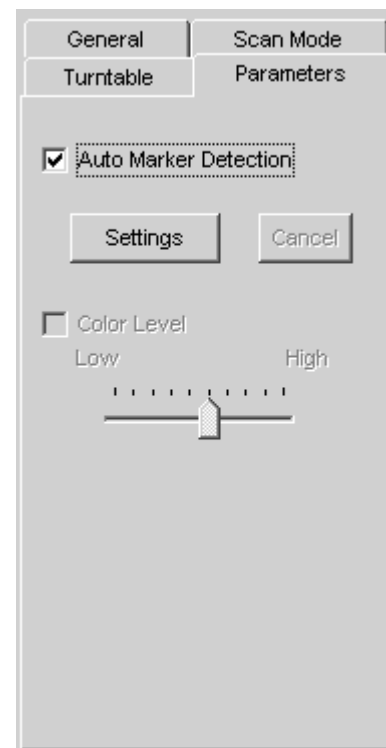 General Scan Mode
Turntable Parameters
Auto Marker Detection
Settings Cancel
Color Level
Low High